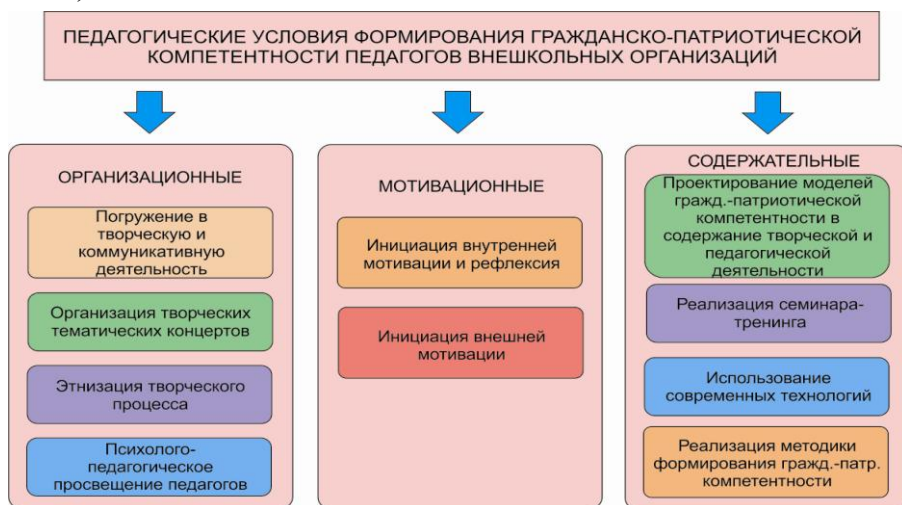 )
ПЕДАГОГИЧЕСКИЕ УСЛОВИЯ ФОРМИРОВАНИЯ ГРАЖДАНСКО-ПАТРИОТИЧЕСКОЙ
КОМПЕТЕНТНОСТИ ПЕДАГОГОВ ВНЕШКОЛЬНЫХ ОРГАНИЗАЦИЙ
ОРГАНИЗАЦИОННЫЕ
Погружение в
творческую и
коммуникативную
деятельность
Организация творческих
тематических концертов
Этнизация творческого
процесса
Психолого-
педагогическое
просвещение педагогов
МОТИВАЦИОННЫЕ
Инициация внутренней
мотивации и рефлексия
Инициации внешней
мотивации
СОДЕРЖАТЕЛЬНЫЕ
Проектирование моделей
гражд.-патриотической
компетентности в
содержание творческой и
педагогической
деятельности
Реализация семинара-
тренинга
Использование
современных технологий
Реализация методики
формирования гражд.-патр.
компетентности